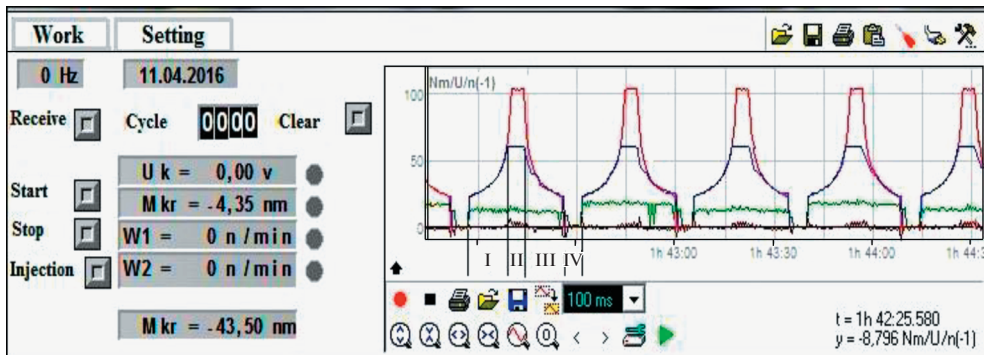 Work Setting
0 Hz 11.04.2016
Receive Cycle 0000 Clear
U k = 0,00 v
Start
M kr = -4,35 nm
Stop
W1 = 0 n / min
Injection
W2 = 0 n / min
M kr = -43,50 nm
Nm/U/n(-1)
100
50
0
1h 43:00 1h 43:30 1h 44:00 1h 44:3
I II III IV
100 ms
0 < >
t = 1h 42:25.580
y = -8,796 Nm/U/n(-1)